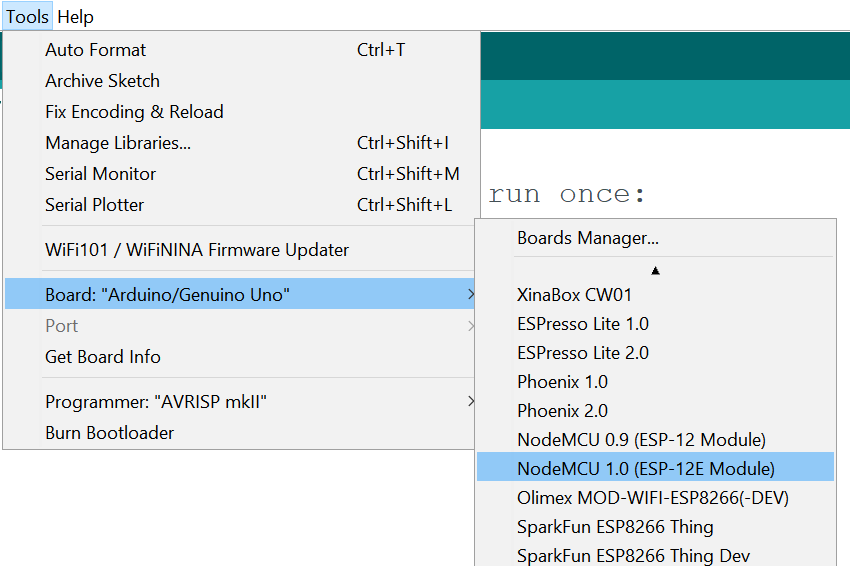 Tools Help
Auto Format Ctrl+T
Archive Sketch
Fix Encoding & Reload
Manage Libraries... Ctrl+Shift+I
Serial Monitor Ctrl+Shift+M
Serial Plotter Ctrl+Shift+L
WiFi101 / WiFiNINA Firmware Updater
Board: "Arduino/Genuino Uno"
Port
Get Board Info
Programmer: "AVRISP mkII"
Burn Bootloader
run once:
Boards Manager...
XinaBox CW01
ESPresso Lite 1.0
ESPresso Lite 2.0
Phoenix 1.0
Phoenix 2.0
NodeMCU 0.9 (ESP-12 Module)
NodeMCU 1.0 (ESP-12E Module)
Olimex MOD-WIFI-ESP8266(-DEV)
SparkFun ESP8266 Thing
SparkFun ESP8266 Thing Dev